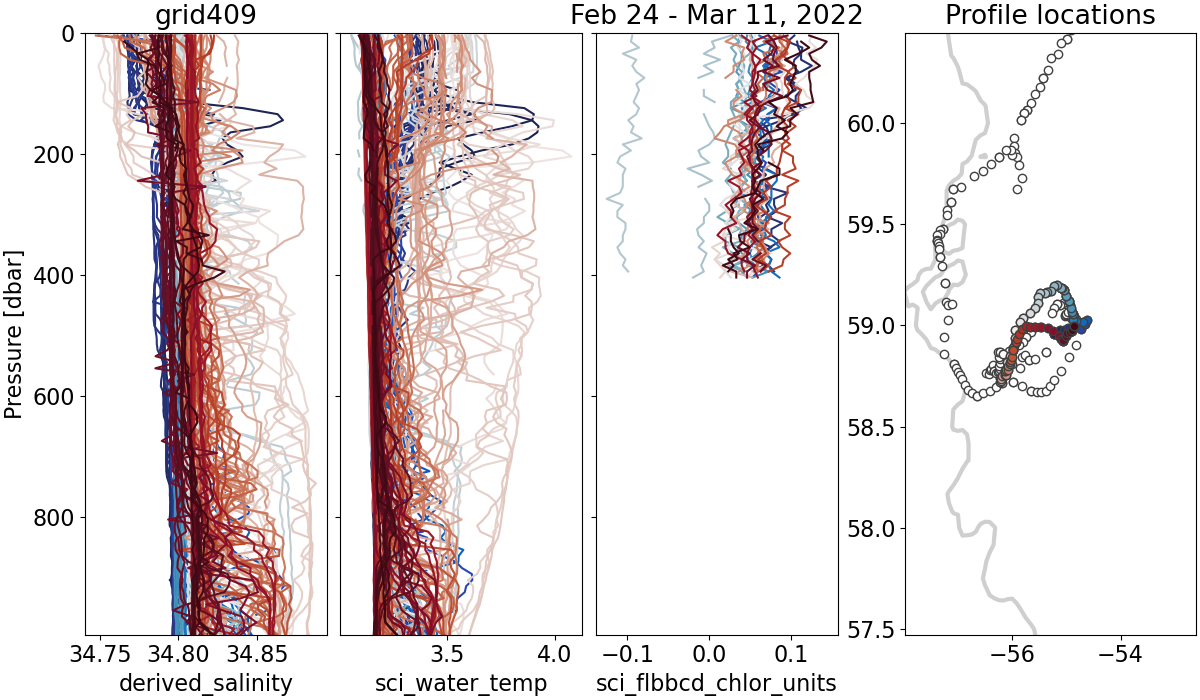 grid409
Feb 24 - Mar 11, 2022
Profile locations
Pressure [dbar]
0
200
400
600
800
34.75 34.80 34.85
derived_salinity
3.5 4.0
sci_water_temp
−0.1 0.0 0.1
sci_flbbcd_chlor_units
60.0
59.5
59.0
58.5
58.0
57.5
−56 −54